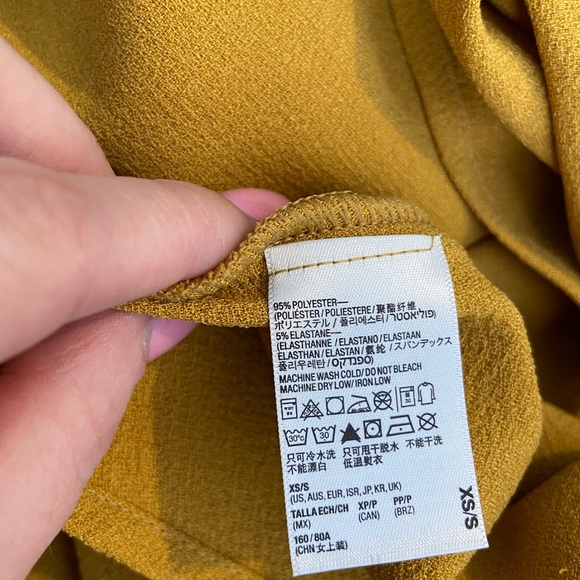 95% POLYESTER—
(POLIÉSTER / POLIESTERE / 聚酯纤维
ポリエステル / 폴리에스터 / פוליאסטר)
5% ELASTANE—
(ELASTHANNE / ELASTANO / ELASTAAN
ELASTHAN / ELASTAN / 氨纶 / スパンデックス
폴리우레탄 / ספנדקס)
MACHINE WASH COLD / DO NOT BLEACH
MACHINE DRY LOW / IRON LOW
30
30°C 30
只可冷水洗 只可用干脱水 不能干洗
不能漂白 低温熨衣
XS/S
(US, AUS, EUR, ISR, JP, KR, UK)
TALLA ECH/CH XP/P PP/P
(MX) (CAN) (BRZ)
160 / 80A
(CHN 女上装)
XS/S